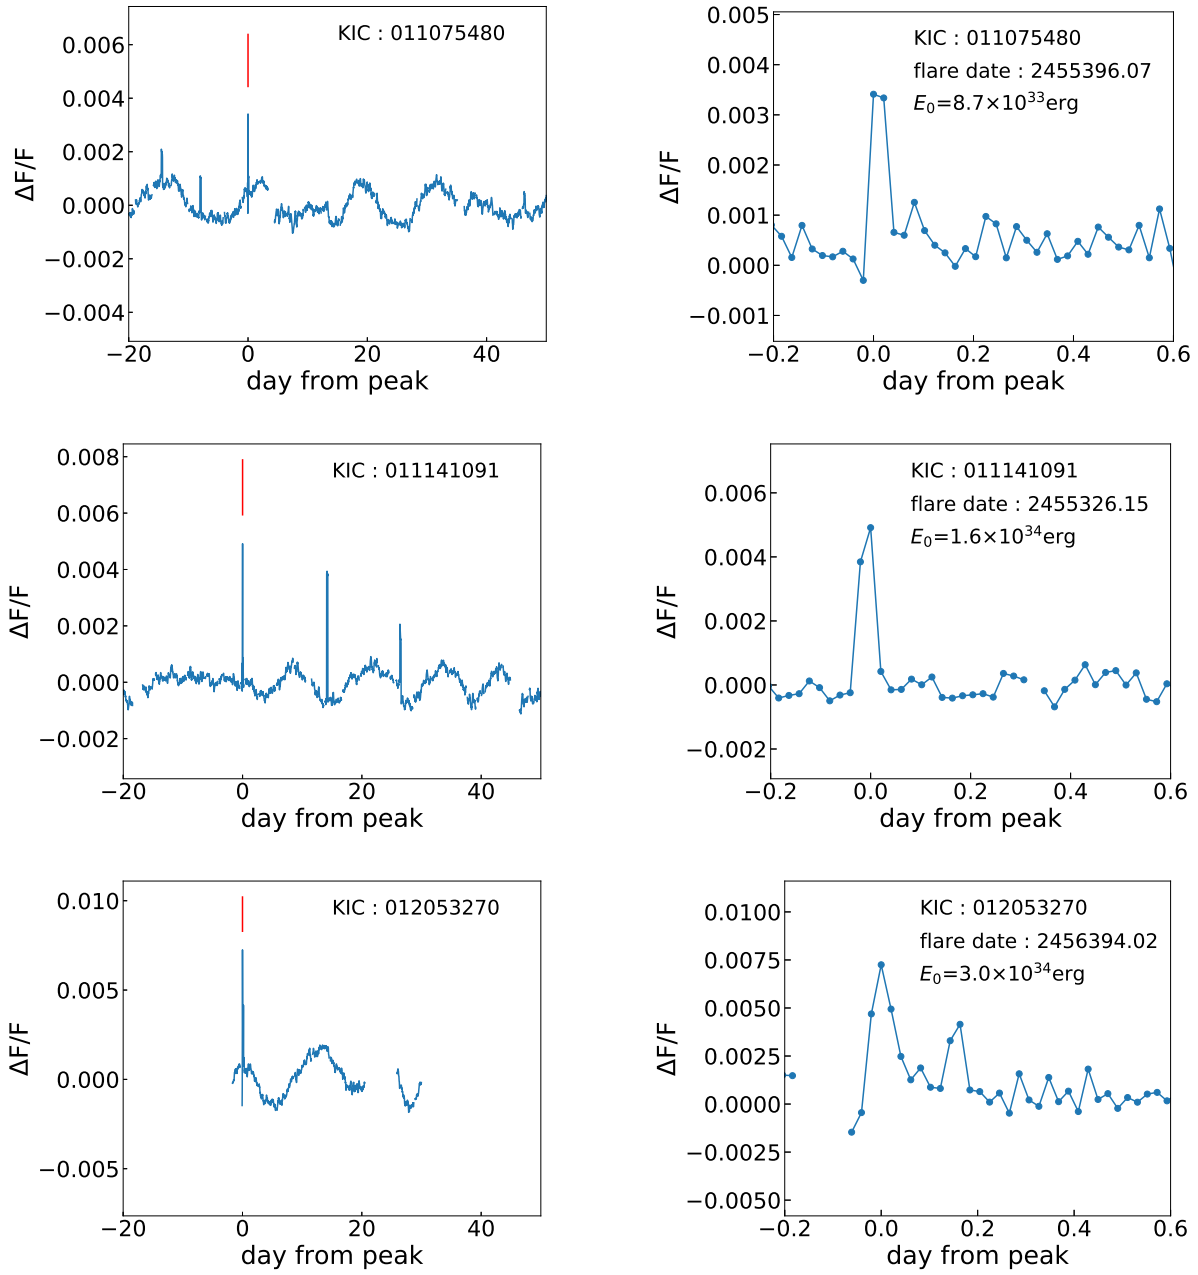 KIC : 011075480
0.006
0.004
0.002
0.000
−0.002
−0.004
ΔF/F
−20 0 20 40
day from peak
KIC : 011075480
flare date : 2455396.07
E₀=8.7×10³³erg
0.005
0.004
0.003
0.002
0.001
0.000
−0.001
ΔF/F
−0.2 0.0 0.2 0.4 0.6
day from peak
KIC : 011141091
0.008
0.006
0.004
0.002
0.000
−0.002
ΔF/F
−20 0 20 40
day from peak
KIC : 011141091
flare date : 2455326.15
E₀=1.6×10³⁴erg
0.006
0.004
0.002
0.000
−0.002
ΔF/F
−0.2 0.0 0.2 0.4 0.6
day from peak
KIC : 012053270
0.010
0.005
0.000
−0.005
ΔF/F
−20 0 20 40
day from peak
KIC : 012053270
flare date : 2456394.02
E₀=3.0×10³⁴erg
0.0100
0.0075
0.0050
0.0025
0.0000
−0.0025
−0.0050
ΔF/F
−0.2 0.0 0.2 0.4 0.6
day from peak